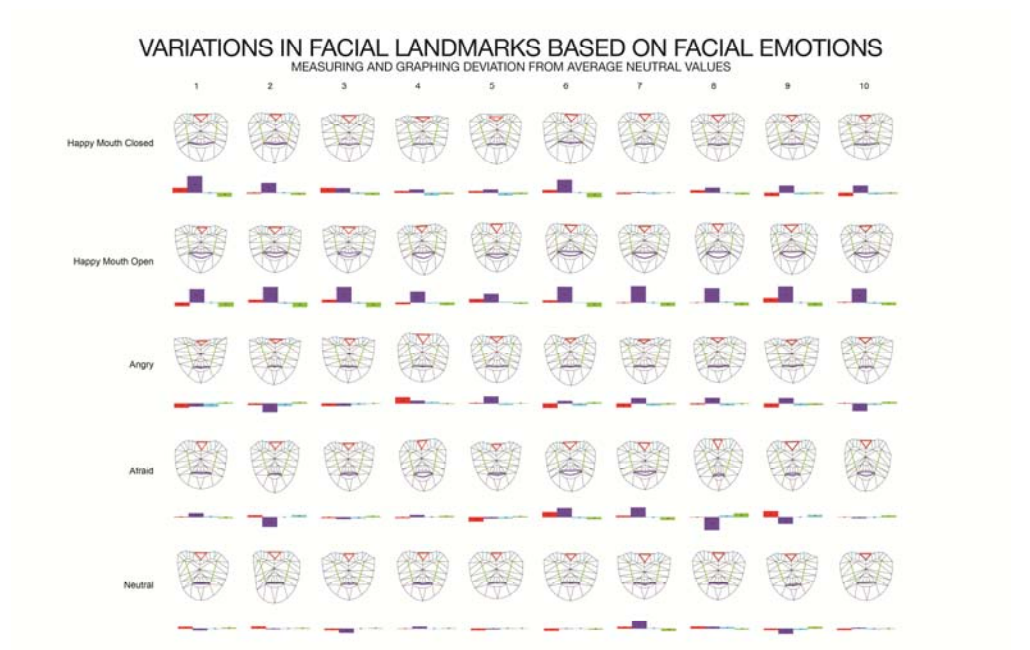 VARIATIONS IN FACIAL LANDMARKS BASED ON FACIAL EMOTIONS
MEASURING AND GRAPHING DEVIATION FROM AVERAGE NEUTRAL VALUES
1 2 3 4 5 6 7 8 9 10
Happy Mouth Closed
Happy Mouth Open
Angry
Afraid
Neutral